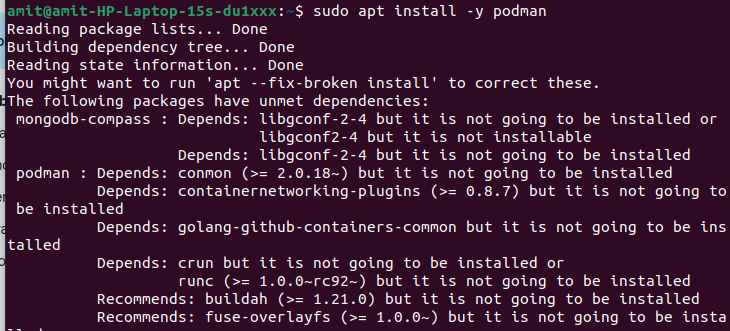 amit@amit-HP-Laptop-15s-du1xxx:~$ sudo apt install -y podman
Reading package lists... Done
Building dependency tree... Done
Reading state information... Done
You might want to run 'apt --fix-broken install' to correct these.
The following packages have unmet dependencies:
 mongodb-compass : Depends: libgconf-2-4 but it is not going to be installed or
                            libgconf2-4 but it is not installable
                   Depends: libgconf-2-4 but it is not going to be installed
 podman : Depends: conmon (>= 2.0.18~) but it is not going to be installed
          Depends: containernetworking-plugins (>= 0.8.7) but it is not going to
 be installed
          Depends: golang-github-containers-common but it is not going to be ins
talled
          Depends: crun but it is not going to be installed or
                   runc (>= 1.0.0~rc92~) but it is not going to be installed
          Recommends: buildah (>= 1.21.0) but it is not going to be installed
          Recommends: fuse-overlayfs (>= 1.0.0~) but it is not going to be insta